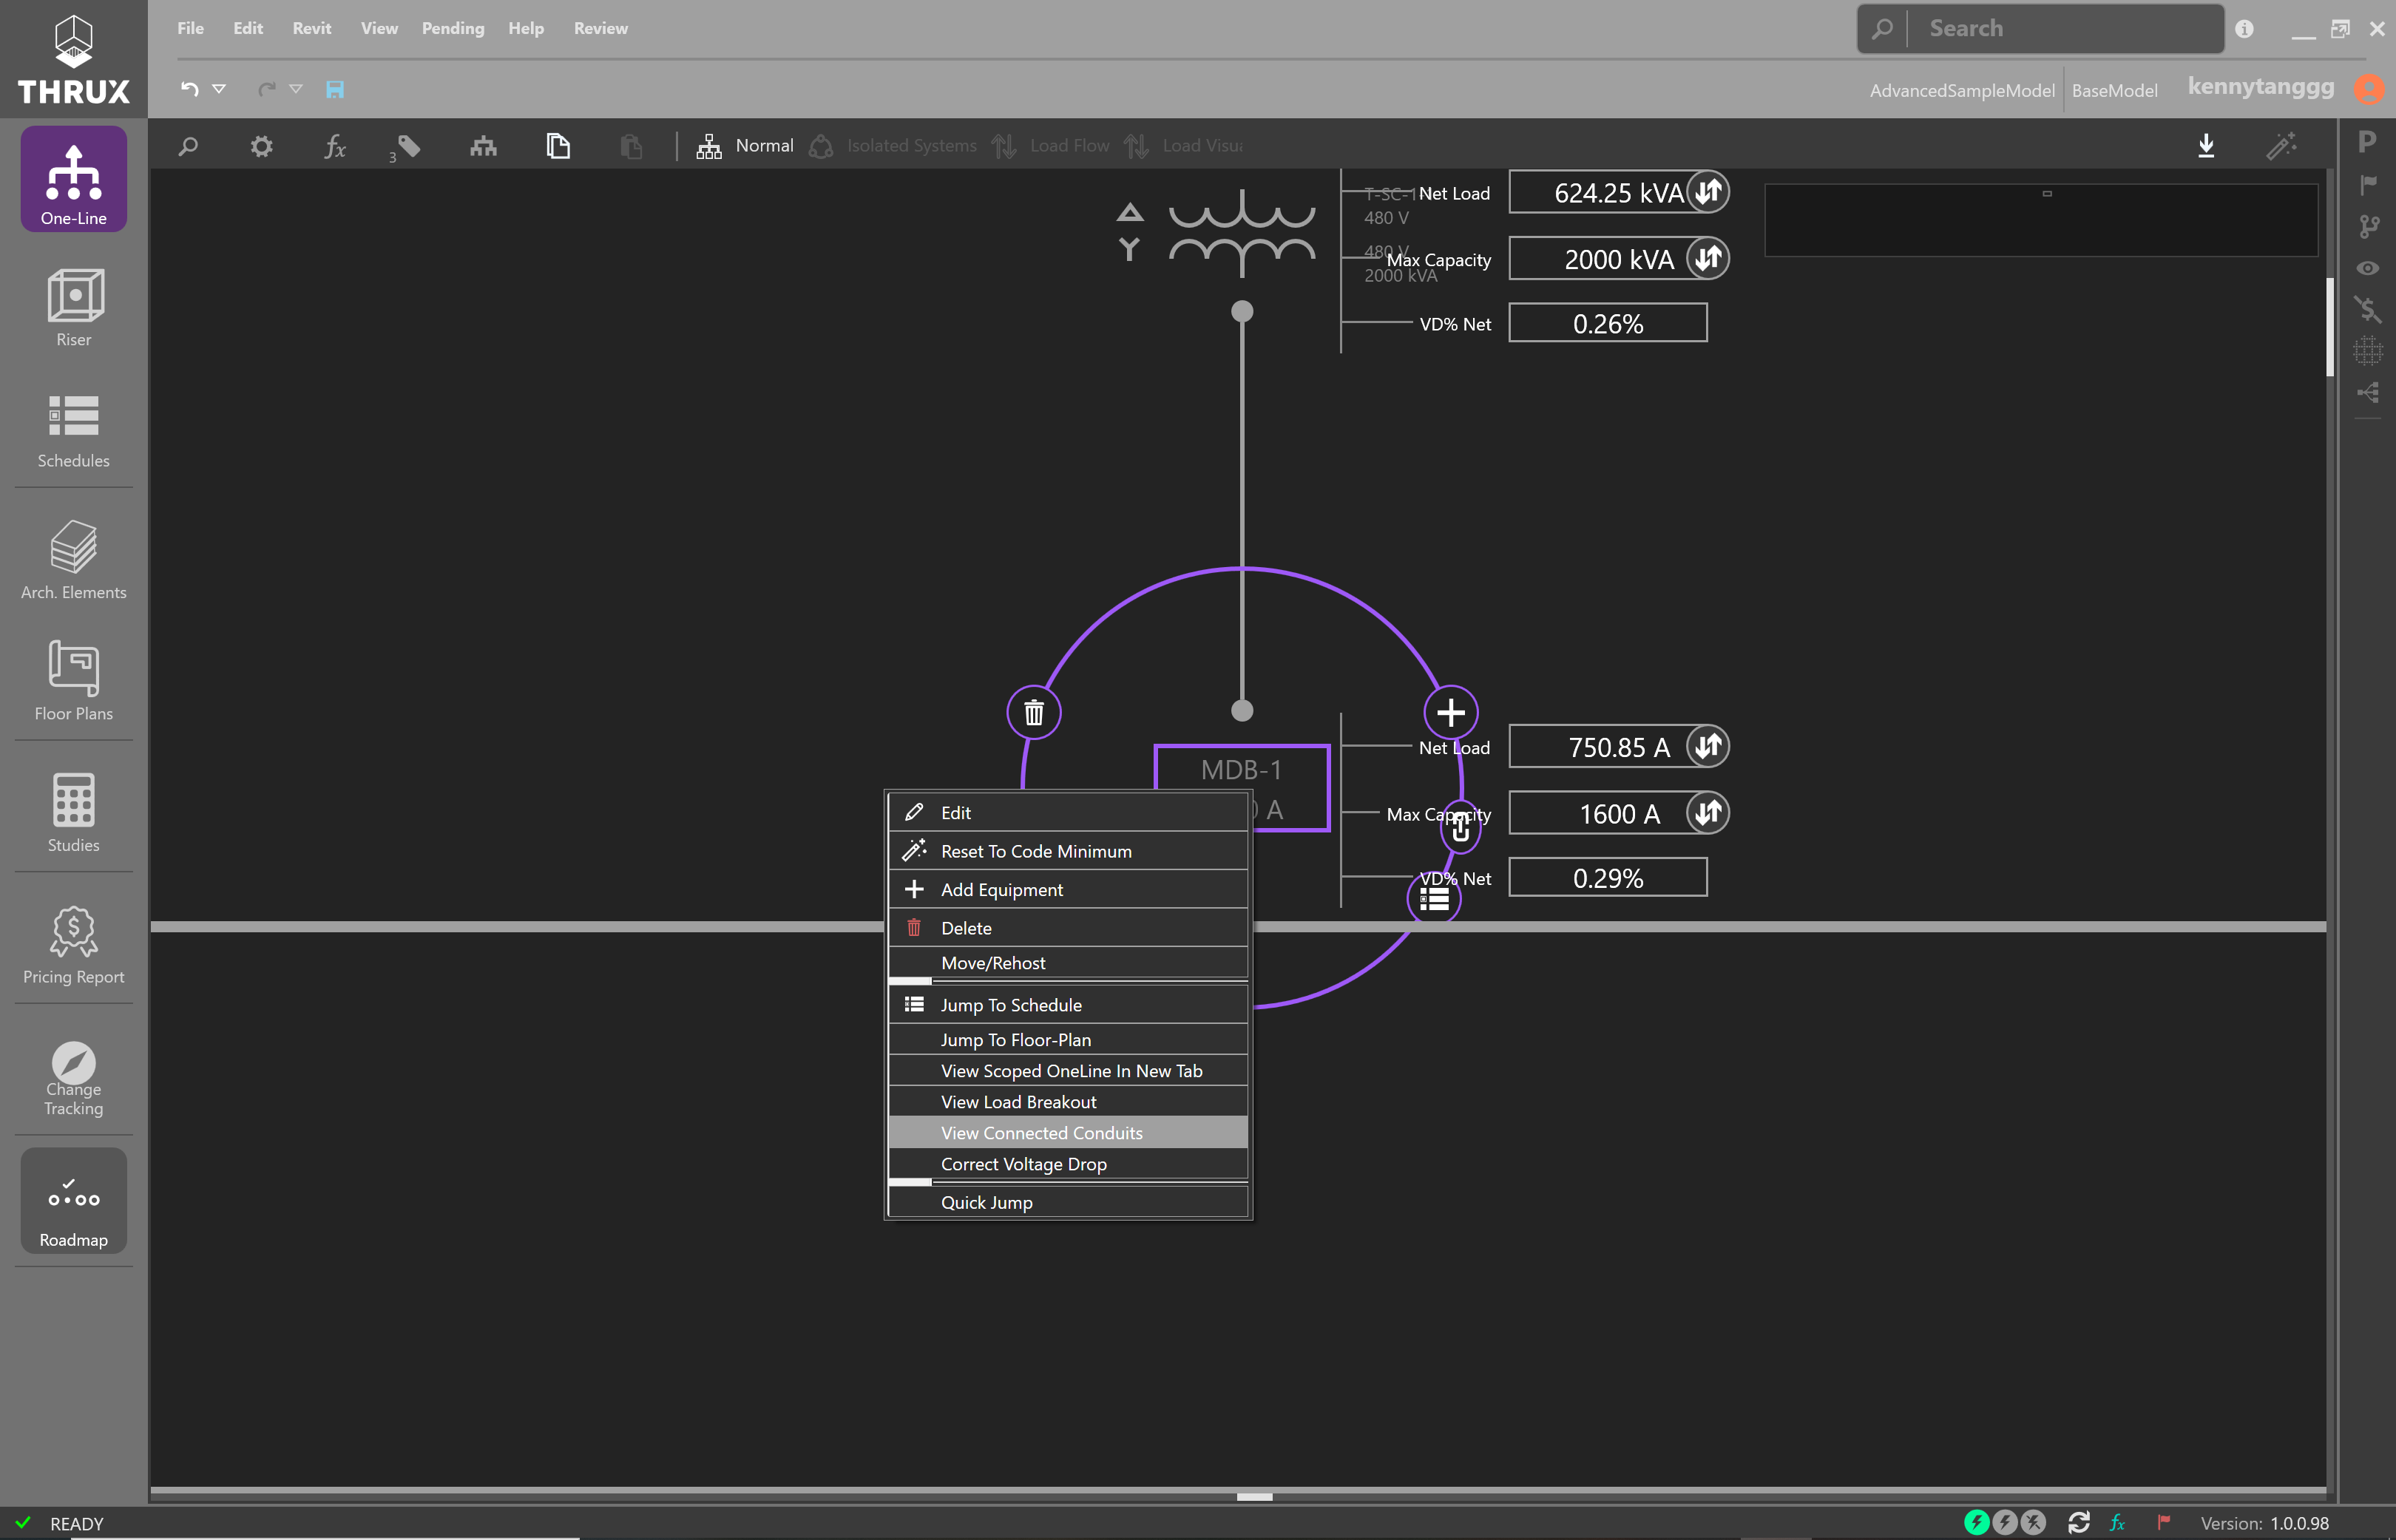 THRUX
File Edit Revit View Pending Help Review
Search
AdvancedSampleModel BaseModel kennytanggg
One-Line
Riser
Schedules
Arch. Elements
Floor Plans
Studies
Pricing Report
Change
Tracking
Roadmap
fx 3 Normal Isolated Systems Load Flow Load Visu
P
T-SC-1
480 V
480 V
2000 kVA
Net Load 624.25 kVA
Max Capacity 2000 kVA
VD% Net 0.26%
MDB-1
A
Net Load 750.85 A
Max Capacity 1600 A
VD% Net 0.29%
Edit
Reset To Code Minimum
Add Equipment
Delete
Move/Rehost
Jump To Schedule
Jump To Floor-Plan
View Scoped OneLine In New Tab
View Load Breakout
View Connected Conduits
Correct Voltage Drop
Quick Jump
READY
fx Version: 1.0.0.98